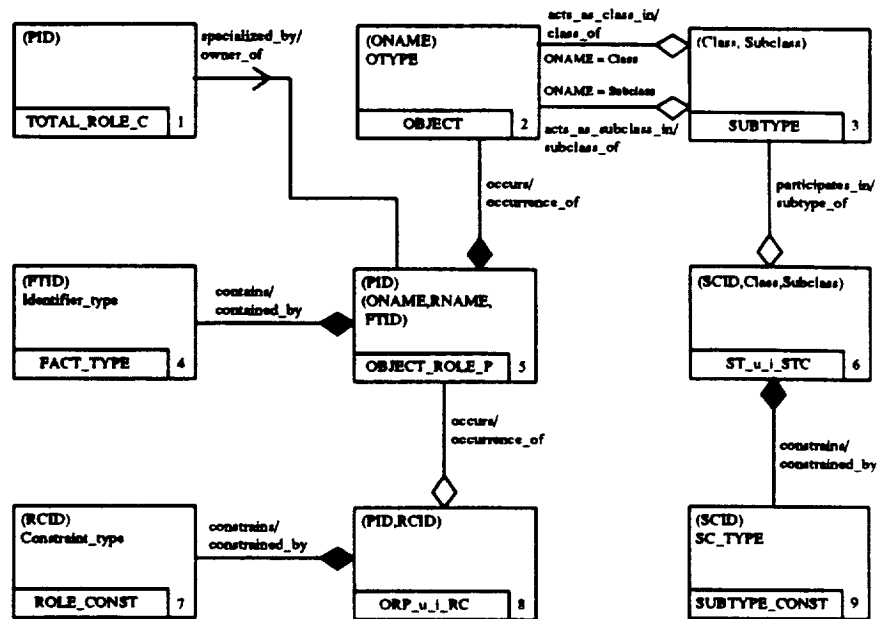 (PID)
TOTAL_ROLE_C 1
specialized_by/
owner_of
(ONAME)
OTYPE
OBJECT 2
acts_as_class_in/
class_of
ONAME = Class
ONAME = Subclass
acts_as_subclass_in/
subclass_of
(Class, Subclass)
SUBTYPE 3
occurs/
occurrence_of
participates_in/
subtype_of
(FTID)
Identifier_type
FACT_TYPE 4
contains/
contained_by
(PID)
(ONAME,RNAME,
FTID)
OBJECT_ROLE_P 5
(SCID,Class,Subclass)
ST_u_i_STC 6
occurs/
occurrence_of
constrains/
constrained_by
(RCID)
Constraint_type
ROLE_CONST 7
constrains/
constrained_by
(PID,RCID)
ORP_u_i_RC 8
(SCID)
SC_TYPE
SUBTYPE_CONST 9